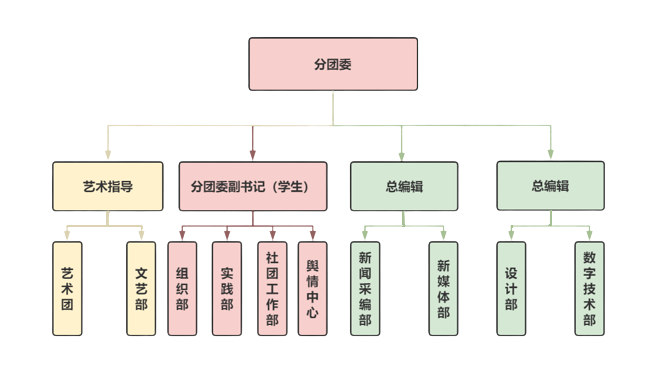 分团委
艺术指导
分团委副书记（学生）
总编辑
总编辑
艺术团
文艺部
组织部
实践部
社团工作部
舆情中心
新闻采编部
新媒体部
设计部
数字技术部